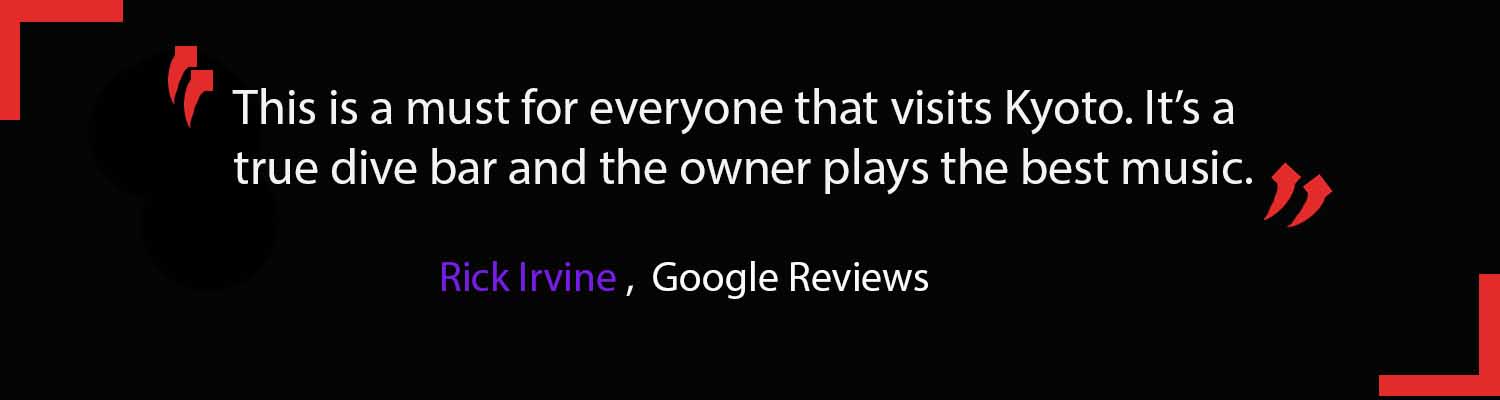 This is a must for everyone that visits Kyoto. It’s a
true dive bar and the owner plays the best music.
Rick Irvine , Google Reviews